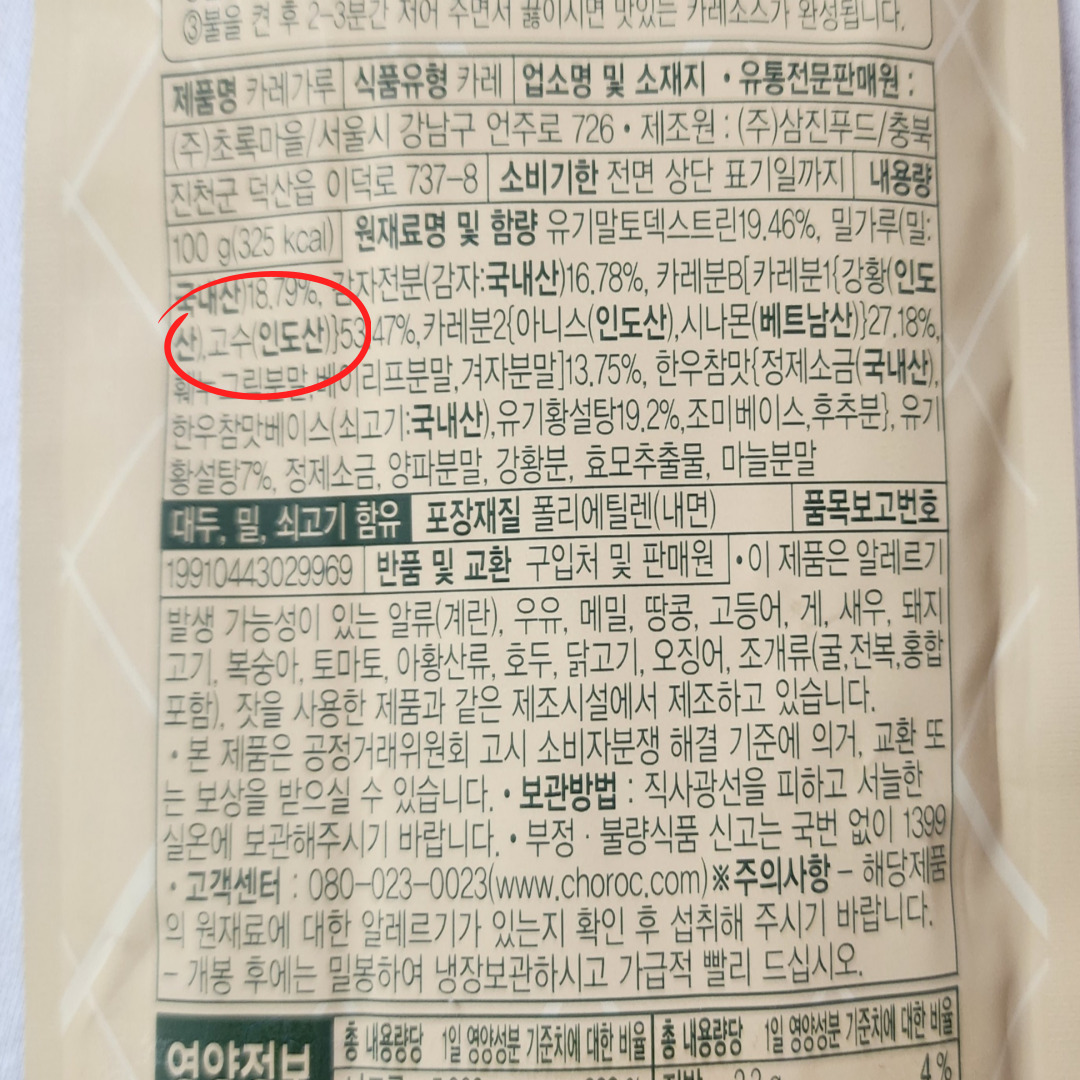 ③불을 켠 후 2-3분간 저어 주면서 끓이시면 맛있는 카레소스가 완성됩니다.
제품명 카레가루 식품유형 카레 업소명 및 소재지 • 유통전문판매원 :
(주)초록마을/서울시 강남구 언주로 726 • 제조원 : (주)삼진푸드/충북
진천군 덕산읍 이덕로 737-8 소비기한 전면 상단 표기일까지 내용량
100 g(325 kcal) 원재료명 및 함량 유기말토덱스트린19.46%, 밀가루(밀:
국내산)18.79%, 감자전분(감자:국내산)16.78%, 카레분B[카레분1{강황(인도
산),고수(인도산)}53.47%,카레분2{아니스(인도산),시나몬(베트남산)}27.18%,
훼누그릭분말,베이리프분말,겨자분말]13.75%, 한우참맛{정제소금(국내산),
한우참맛베이스(쇠고기:국내산),유기황설탕19.2%,조미베이스,후추분}, 유기
황설탕7%, 정제소금, 양파분말, 강황분, 효모추출물, 마늘분말
대두, 밀, 쇠고기 함유 포장재질 폴리에틸렌(내면) 품목보고번호
19910443029969 반품 및 교환 구입처 및 판매원 •이 제품은 알레르기
발생 가능성이 있는 알류(계란), 우유, 메밀, 땅콩, 고등어, 게, 새우, 돼지
고기, 복숭아, 토마토, 아황산류, 호두, 닭고기, 오징어, 조개류(굴,전복,홍합
포함), 잣을 사용한 제품과 같은 제조시설에서 제조하고 있습니다.
• 본 제품은 공정거래위원회 고시 소비자분쟁 해결 기준에 의거, 교환 또
는 보상을 받으실 수 있습니다. • 보관방법 : 직사광선을 피하고 서늘한
실온에 보관해주시기 바랍니다. • 부정 · 불량식품 신고는 국번 없이 1399
• 고객센터 : 080-023-0023(www.choroc.com)※주의사항 - 해당제품
의 원재료에 대한 알레르기가 있는지 확인 후 섭취해 주시기 바랍니다.
- 개봉 후에는 밀봉하여 냉장보관하시고 가급적 빨리 드십시오.
영양정보 총 내용량당 1일 영양성분 기준치에 대한 비율 총 내용량당 1일 영양성분 기준치에 대한 비율
4 %